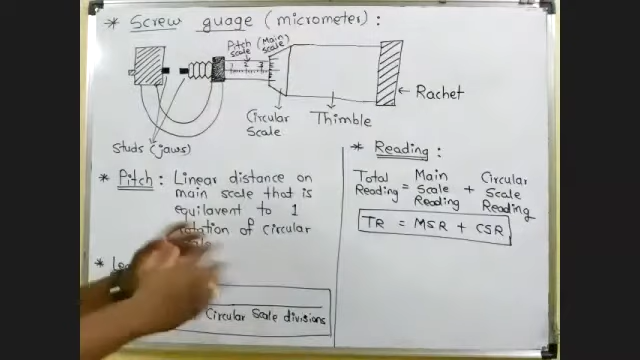 * Screw guage (micrometer) :
Pitch (Main
scale scale)
Circular
Scale
Thimble
Rachet
Studs (jaws)
* Pitch : Linear distance on
main scale that is
equilavent to 1
rotation of circular
* Le
Circular Scale divisions
* Reading :
Total Reading = Main Scale Reading + Circular Scale Reading
TR = MSR + CSR